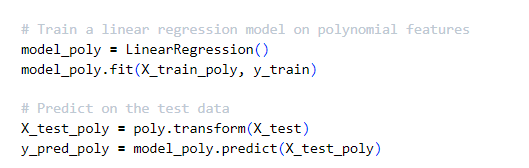 # Train a linear regression model on polynomial features
model_poly = LinearRegression()
model_poly.fit(X_train_poly, y_train)
# Predict on the test data
X_test_poly = poly.transform(X_test)
y_pred_poly = model_poly.predict(X_test_poly)